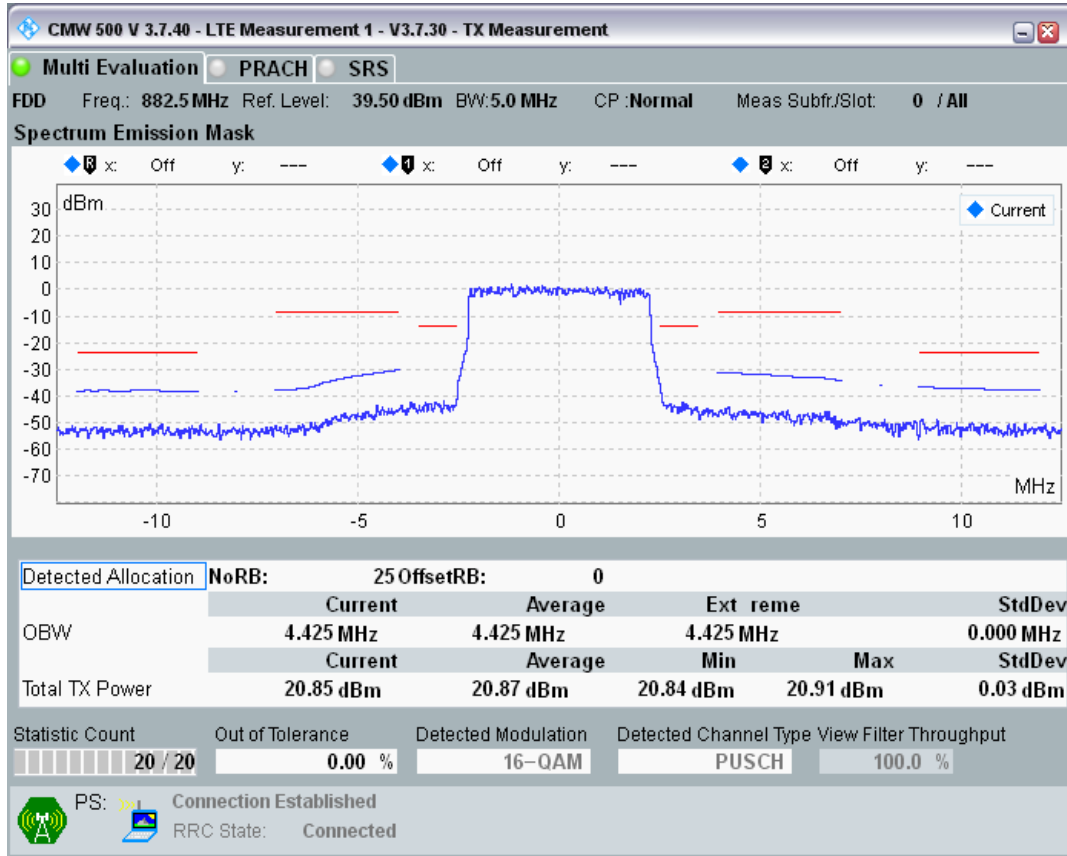 CMW 500 V 3.7.40 - LTE Measurement 1 - V3.7.30 - TX Measurement
Multi Evaluation PRACH SRS
FDD Freq.: 882.5 MHz Ref. Level: 39.50 dBm BW: 5.0 MHz CP : Normal Meas Subfr./Slot: 0 / All
Spectrum Emission Mask
R x: Off y: --- 1 x: Off y: --- 2 x: Off y: ---
dBm
Current
30
20
10
0
-10
-20
-30
-40
-50
-60
-70
MHz
-10 -5 0 5 10
Detected Allocation NoRB: 25 OffsetRB: 0
Current Average Ext reme StdDev
OBW 4.425 MHz 4.425 MHz 4.425 MHz 0.000 MHz
Current Average Min Max StdDev
Total TX Power 20.85 dBm 20.87 dBm 20.84 dBm 20.91 dBm 0.03 dBm
Statistic Count Out of Tolerance Detected Modulation Detected Channel Type View Filter Throughput
20 / 20 0.00 % 16-QAM PUSCH 100.0 %
PS: Connection Established
RRC State: Connected